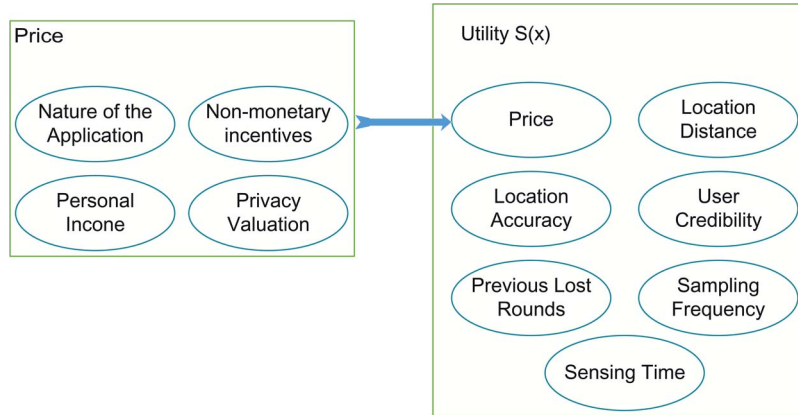 Price
Nature of the
Application
Non-monetary
incentives
Personal
Incone
Privacy
Valuation
Utility S(x)
Price
Location
Distance
Location
Accuracy
User
Credibility
Previous Lost
Rounds
Sampling
Frequency
Sensing Time